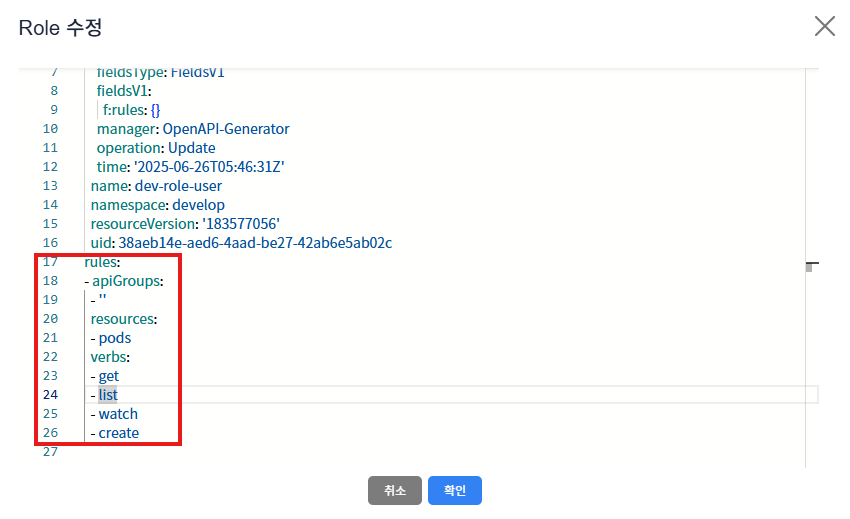 Role 수정
7 fieldsType: FieldsV1
8 fieldsV1:
9 f:rules: {}
10 manager: OpenAPI-Generator
11 operation: Update
12 time: '2025-06-26T05:46:31Z'
13 name: dev-role-user
14 namespace: develop
15 resourceVersion: '183577056'
16 uid: 38aeb14e-aed6-4aad-be27-42ab6e5ab02c
17 rules:
18 - apiGroups:
19 - ''
20 resources:
21 - pods
22 verbs:
23 - get
24 - list
25 - watch
26 - create
27
취소 확인